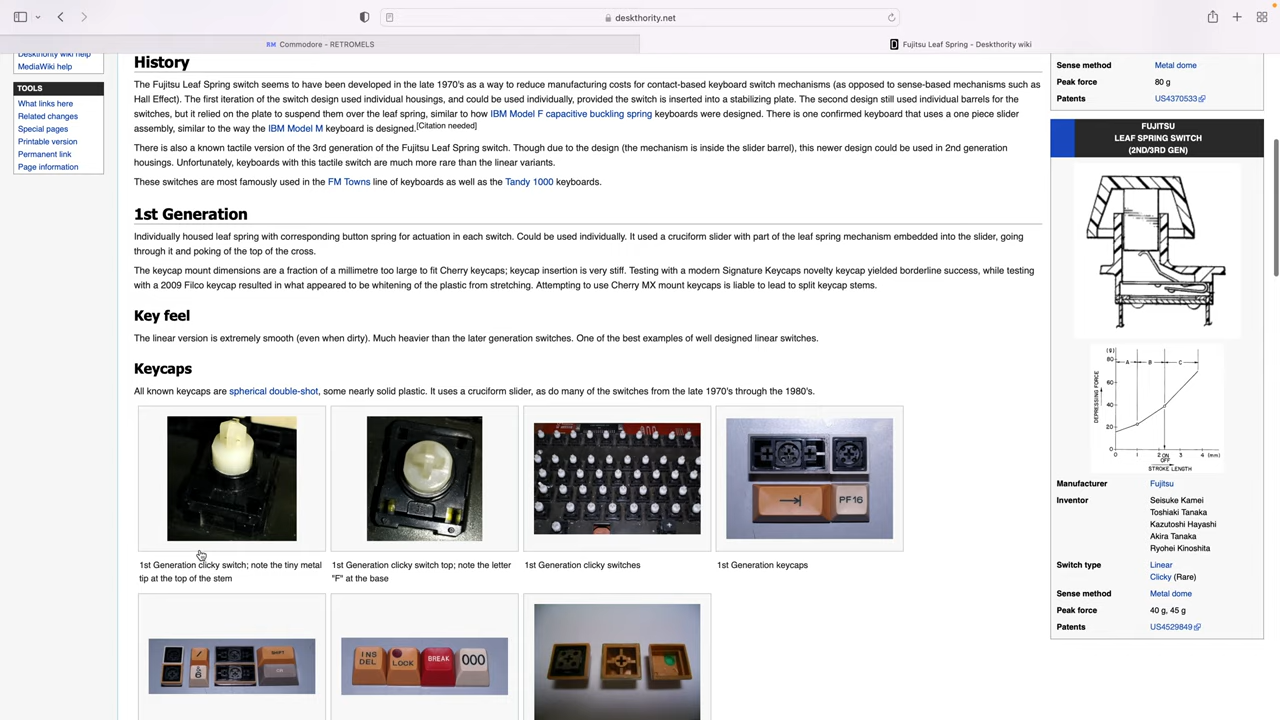 deskthority.net
RM Commodore - RETROMELS
Fujitsu Leaf Spring - Deskthority wiki
Deskthority wiki help
MediaWiki help
TOOLS
What links here
Related changes
Special pages
Printable version
Permanent link
Page information
History
The Fujitsu Leaf Spring switch seems to have been developed in the late 1970's as a way to reduce manufacturing costs for contact-based keyboard switch mechanisms (as opposed to sense-based mechanisms such as
Hall Effect). The first iteration of the switch design used individual housings, and could be used individually, provided the switch is inserted into a stabilizing plate. The second design still used individual barrels for the
switches, but it relied on the plate to suspend them over the leaf spring, similar to how IBM Model F capacitive buckling spring keyboards were designed. There is one confirmed keyboard that uses a one piece slider
assembly, similar to the way the IBM Model M keyboard is designed.[Citation needed]
There is also a known tactile version of the 3rd generation of the Fujitsu Leaf Spring switch. Though due to the design (the mechanism is inside the slider barrel), this newer design could be used in 2nd generation
housings. Unfortunately, keyboards with this tactile switch are much more rare than the linear variants.
These switches are most famously used in the FM Towns line of keyboards as well as the Tandy 1000 keyboards.
1st Generation
Individually housed leaf spring with corresponding button spring for actuation in each switch. Could be used individually. It used a cruciform slider with part of the leaf spring mechanism embedded into the slider, going
through it and poking of the top of the cross.
The keycap mount dimensions are a fraction of a millimetre too large to fit Cherry keycaps; keycap insertion is very stiff. Testing with a modern Signature Keycaps novelty keycap yielded borderline success, while testing
with a 2009 Filco keycap resulted in what appeared to be whitening of the plastic from stretching. Attempting to use Cherry MX mount keycaps is liable to lead to split keycap stems.
Key feel
The linear version is extremely smooth (even when dirty). Much heavier than the later generation switches. One of the best examples of well designed linear switches.
Keycaps
All known keycaps are spherical double-shot, some nearly solid plastic. It uses a cruciform slider, as do many of the switches from the late 1970's through the 1980's.
PF16
1st Generation clicky switch; note the tiny metal
tip at the top of the stem
1st Generation clicky switch top; note the letter
"F" at the base
1st Generation clicky switches
1st Generation keycaps
SHIFT
INS
DEL
LOCK
BREAK
000
Sense method Metal dome
Peak force 80 g
Patents US4370533
FUJITSU
LEAF SPRING SWITCH
(2ND/3RD GEN)
(g)
80
60
40
20
0
A B C
DEPRESSING FORCE
0 1 2 3 4 (mm)
ON
OFF
STROKE LENGTH
Manufacturer Fujitsu
Inventor Seisuke Kamei
Toshiaki Tanaka
Kazutoshi Hayashi
Akira Tanaka
Ryohei Kinoshita
Switch type Linear
Clicky (Rare)
Sense method Metal dome
Peak force 40 g, 45 g
Patents US4529849